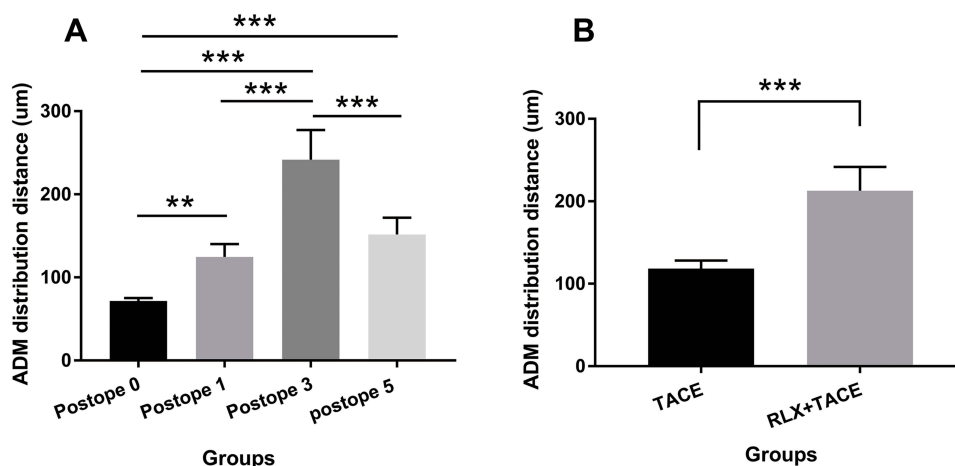 A
***
***
***
***
**
ADM distribution distance (um)
300
200
100
0
Postope 0
Postope 1
Postope 3
postope 5
Groups
B
***
ADM distribution distance (um)
300
200
100
0
TACE
RLX+TACE
Groups